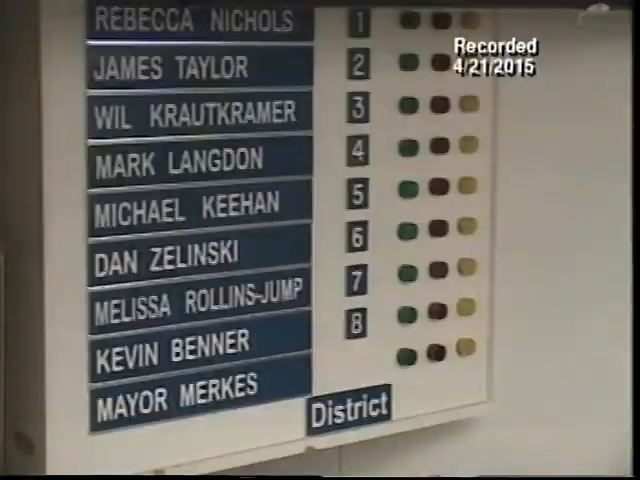 REBECCA NICHOLS 1
Recorded
4/21/2015
JAMES TAYLOR 2
WIL KRAUTKRAMER 3
MARK LANGDON 4
MICHAEL KEEHAN 5
DAN ZELINSKI 6
MELISSA ROLLINS-JUMP 7
KEVIN BENNER 8
MAYOR MERKES
District